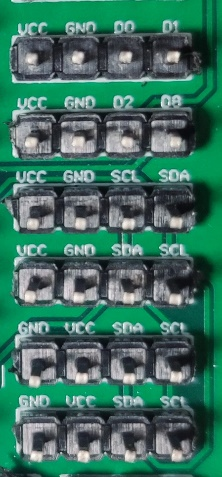 VCC GND D0 D1
VCC GND D2 D8
VCC GND SCL SDA
VCC GND SDA SCL
GND VCC SDA SCL
GND VCC SDA SCL